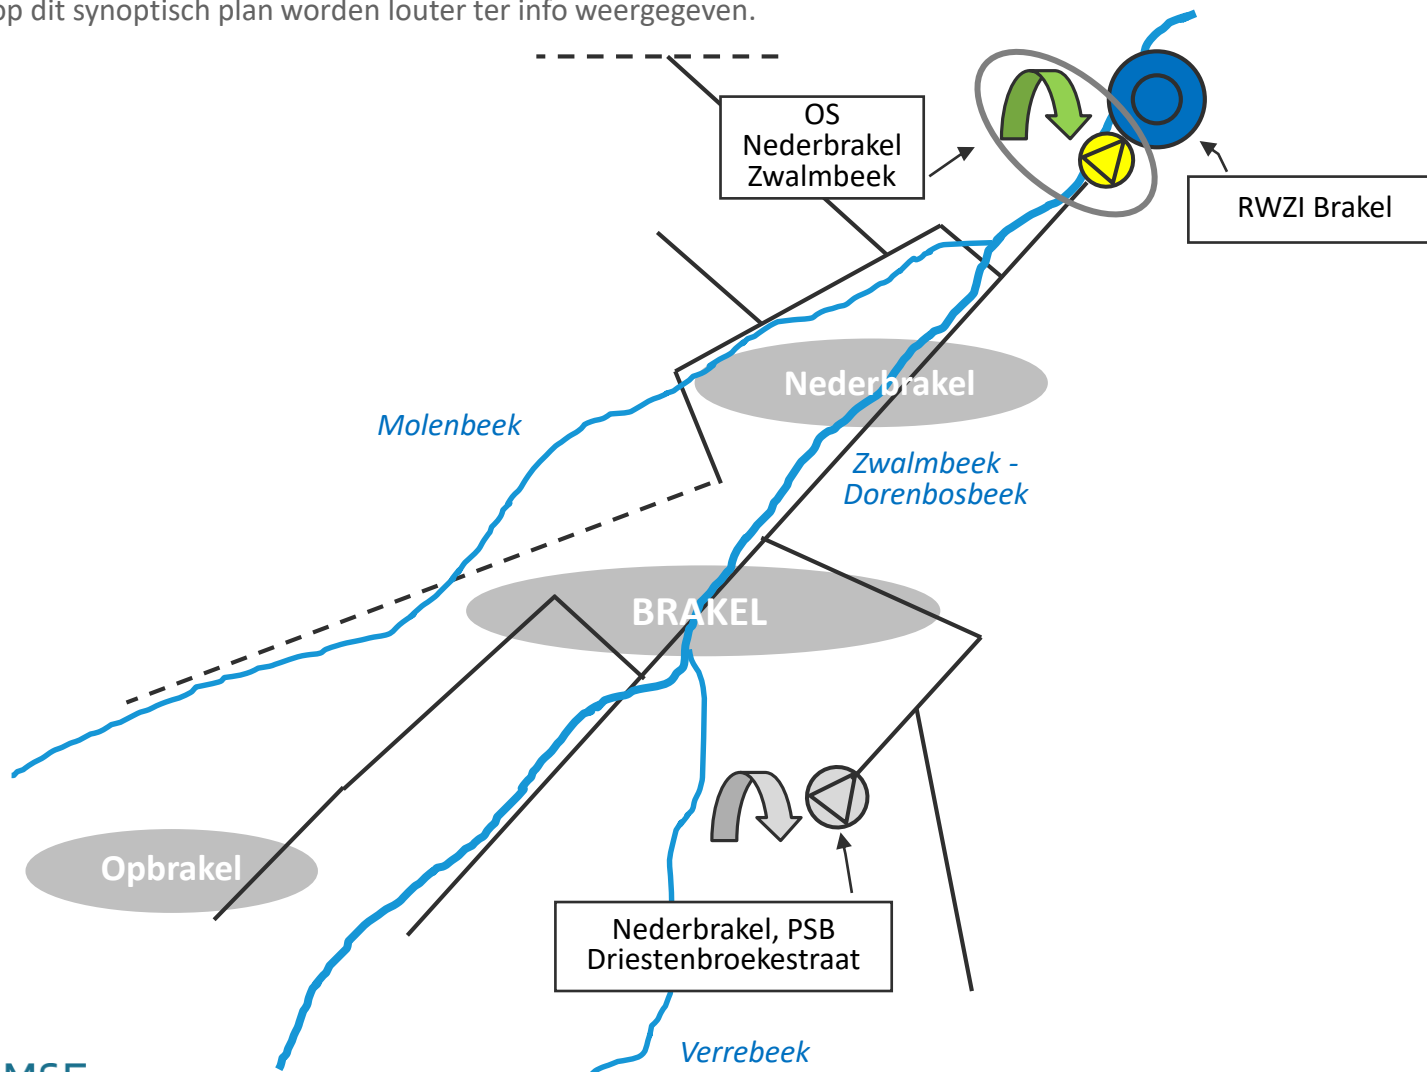 op dit synoptisch plan worden louter ter info weergegeven.
OS
Nederbrakel
Zwalmbeek
RWZI Brakel
Nederbrakel
Molenbeek
Zwalmbeek -
Dorenbosbeek
BRAKEL
Opbrakel
Nederbrakel, PSB
Driestenbroekestraat
Verrebeek